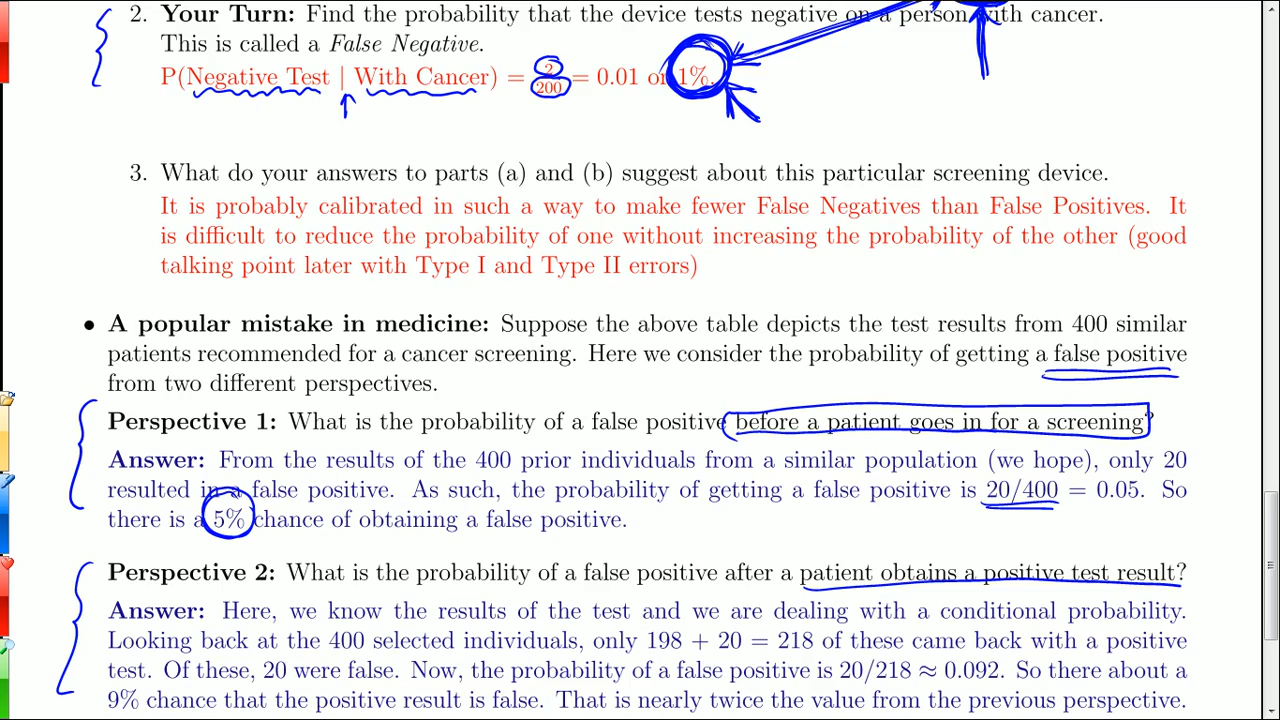 2. Your Turn: Find the probability that the device tests negative on a person with cancer.
This is called a False Negative.
P(Negative Test | With Cancer) = 2/200 = 0.01 or 1%.
3. What do your answers to parts (a) and (b) suggest about this particular screening device.
It is probably calibrated in such a way to make fewer False Negatives than False Positives. It
is difficult to reduce the probability of one without increasing the probability of the other (good
talking point later with Type I and Type II errors)
• A popular mistake in medicine: Suppose the above table depicts the test results from 400 similar
patients recommended for a cancer screening. Here we consider the probability of getting a false positive
from two different perspectives.
Perspective 1: What is the probability of a false positive before a patient goes in for a screening?
Answer: From the results of the 400 prior individuals from a similar population (we hope), only 20
resulted in a false positive. As such, the probability of getting a false positive is 20/400 = 0.05. So
there is a 5% chance of obtaining a false positive.
Perspective 2: What is the probability of a false positive after a patient obtains a positive test result?
Answer: Here, we know the results of the test and we are dealing with a conditional probability.
Looking back at the 400 selected individuals, only 198 + 20 = 218 of these came back with a positive
test. Of these, 20 were false. Now, the probability of a false positive is 20/218 ≈ 0.092. So there about a
9% chance that the positive result is false. That is nearly twice the value from the previous perspective.